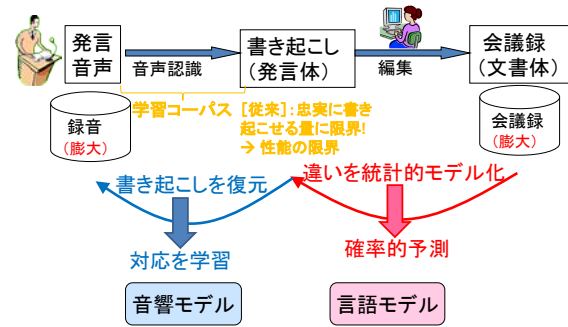 発言
音声
音声認識
書き起こし
(発言体)
編集
会議録
(文書体)
学習コーパス
[従来]:忠実に書き
起こせる量に限界!
→ 性能の限界
録音
(膨大)
会議録
(膨大)
書き起こしを復元
違いを統計的モデル化
対応を学習
確率的予測
音響モデル
言語モデル